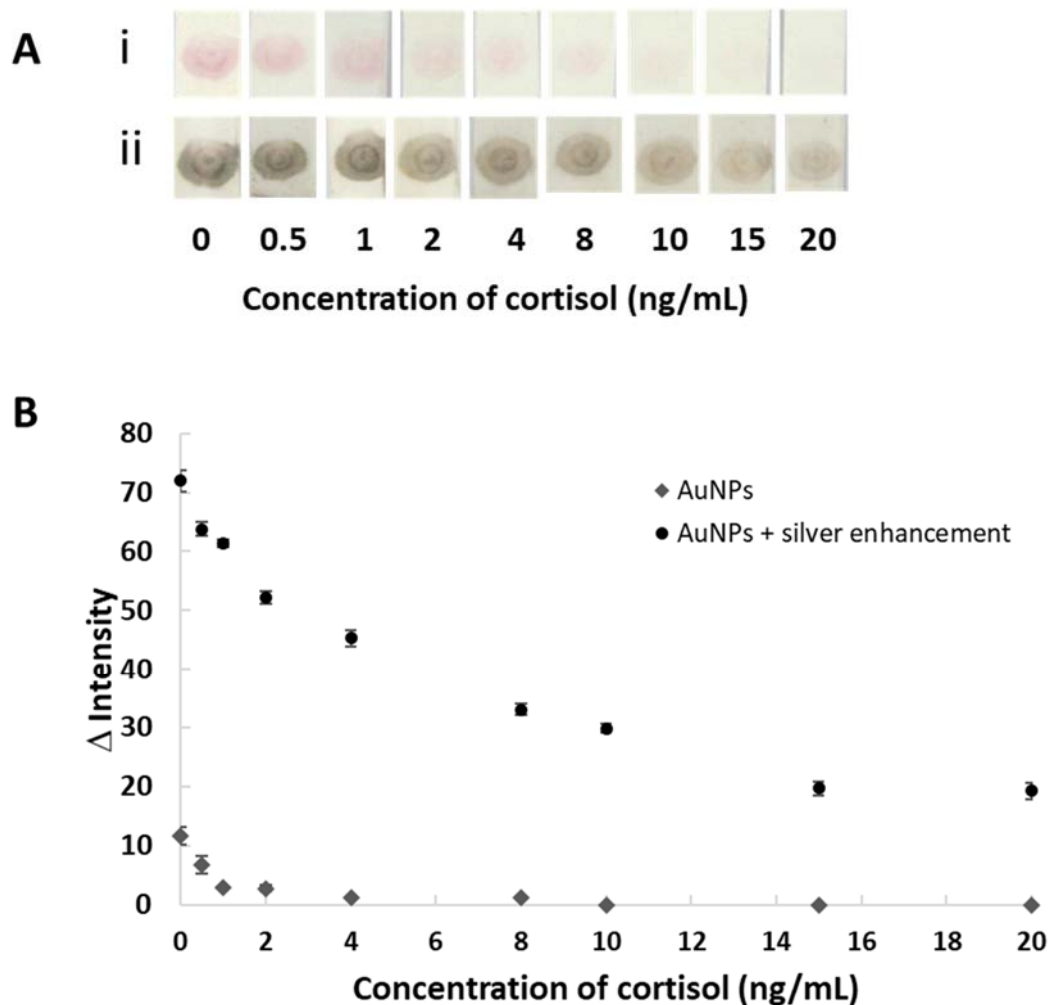 A
i
ii
0 0.5 1 2 4 8 10 15 20
Concentration of cortisol (ng/mL)
B
80
70
60
50
40
30
20
10
0
Δ Intensity
AuNPs
AuNPs + silver enhancement
0 2 4 6 8 10 12 14 16 18 20
Concentration of cortisol (ng/mL)